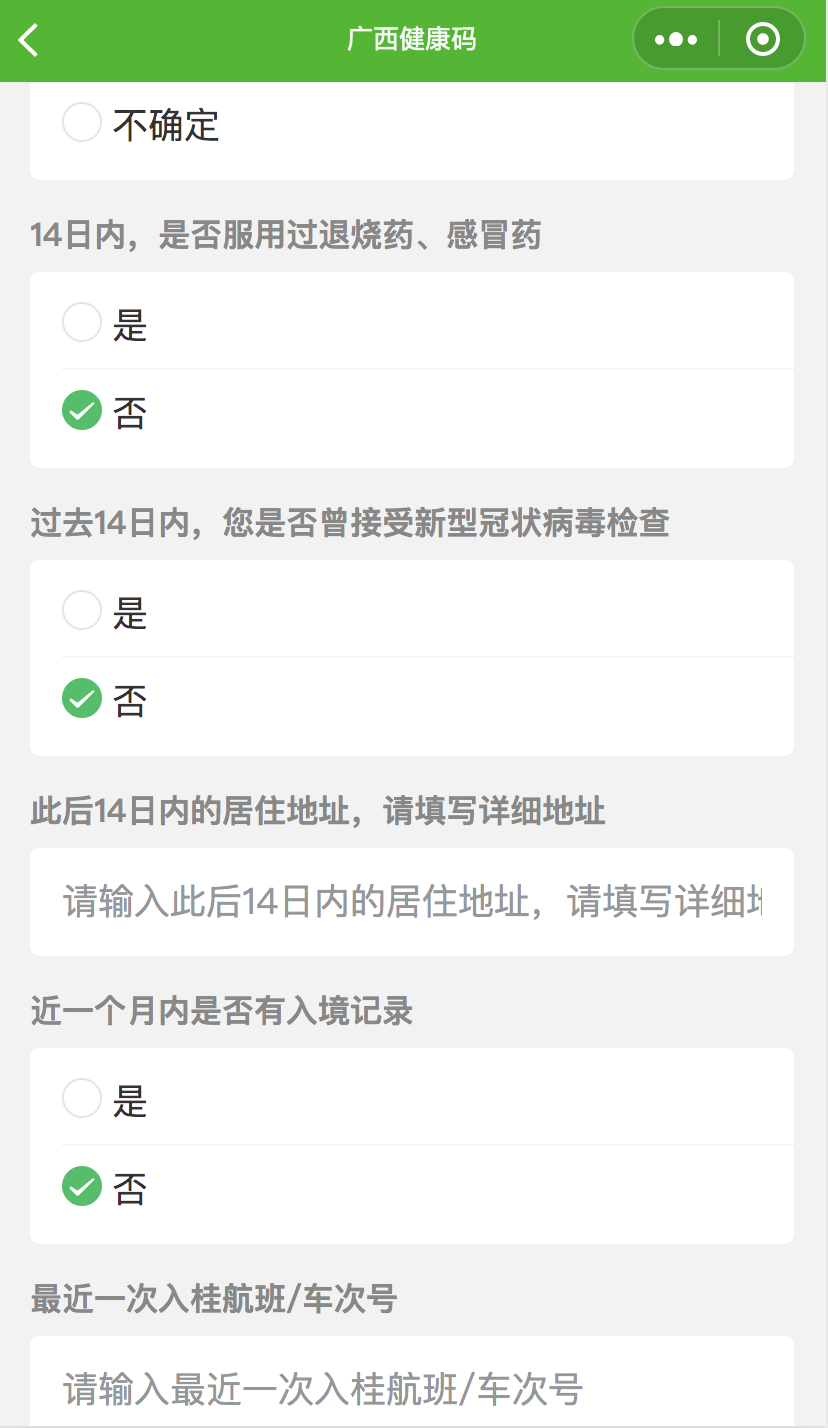 广西健康码
不确定
14日内，是否服用过退烧药、感冒药
是
否
过去14日内，您是否曾接受新型冠状病毒检查
是
否
此后14日内的居住地址，请填写详细地址
请输入此后14日内的居住地址，请填写详细
近一个月内是否有入境记录
是
否
最近一次入桂航班/车次号
请输入最近一次入桂航班/车次号